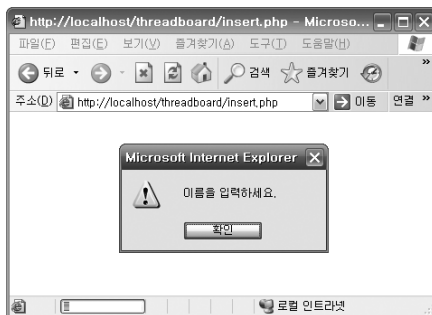 http://localhost/threadboard/insert.php - Microso...
파일(F) 편집(E) 보기(V) 즐겨찾기(A) 도구(T) 도움말(H)
뒤로 검색 즐겨찾기 »
주소(D) http://localhost/threadboard/insert.php 이동 연결 »
Microsoft Internet Explorer
이름을 입력하세요.
확인
로컬 인트라넷